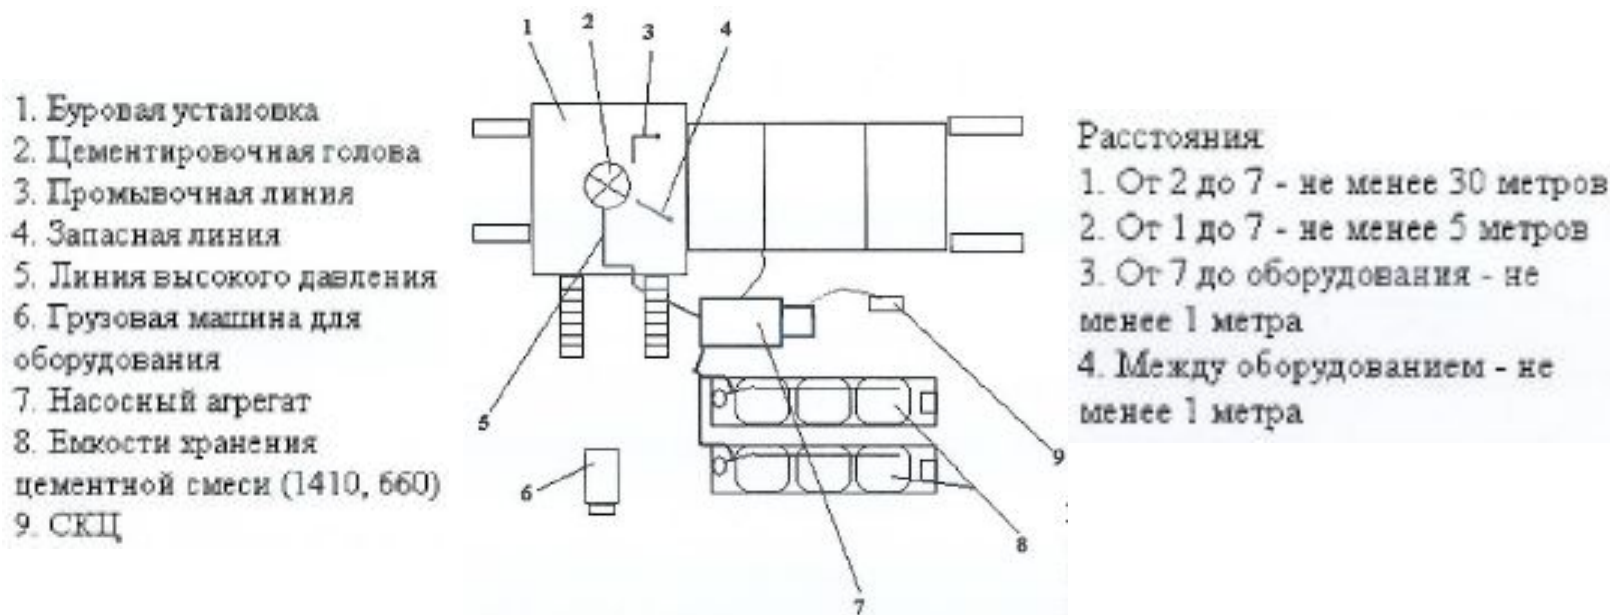 1. Буровая установка
2. Цементировочная голова
3. Промывочная линия
4. Запасная линия
5. Линия высокого давления
6. Грузовая машина для
оборудования
7. Насосный агрегат
8. Емкости хранения
цементной смеси (1410, 660)
9. СКЦ
1
2
3
4
5
6
7
8
9
Расстояния
1. От 2 до 7 - не менее 30 метров
2. От 1 до 7 - не менее 5 метров
3. От 7 до оборудования - не
менее 1 метра
4. Между оборудованием - не
менее 1 метра